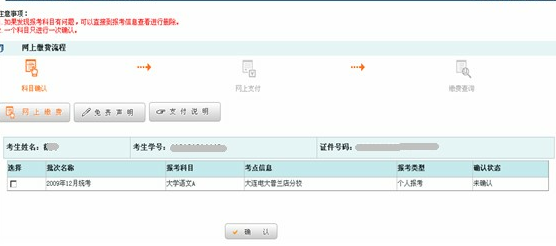 注意事项：
1. 如果发现报考科目有问题，可以直接到报考信息查看进行删除。
2. 一个科目只进行一次确认。
网上缴费流程
科目确认 网上支付 缴费查询
网上缴费 免责声明 支付说明
考生姓名： 考生学号： 证件号码：
选择 批次名称 报考科目 考点信息 报考类型 确认状态
2009年12月统考 大学语文A 大连电大普兰店分校 个人报考 未确认
确 认